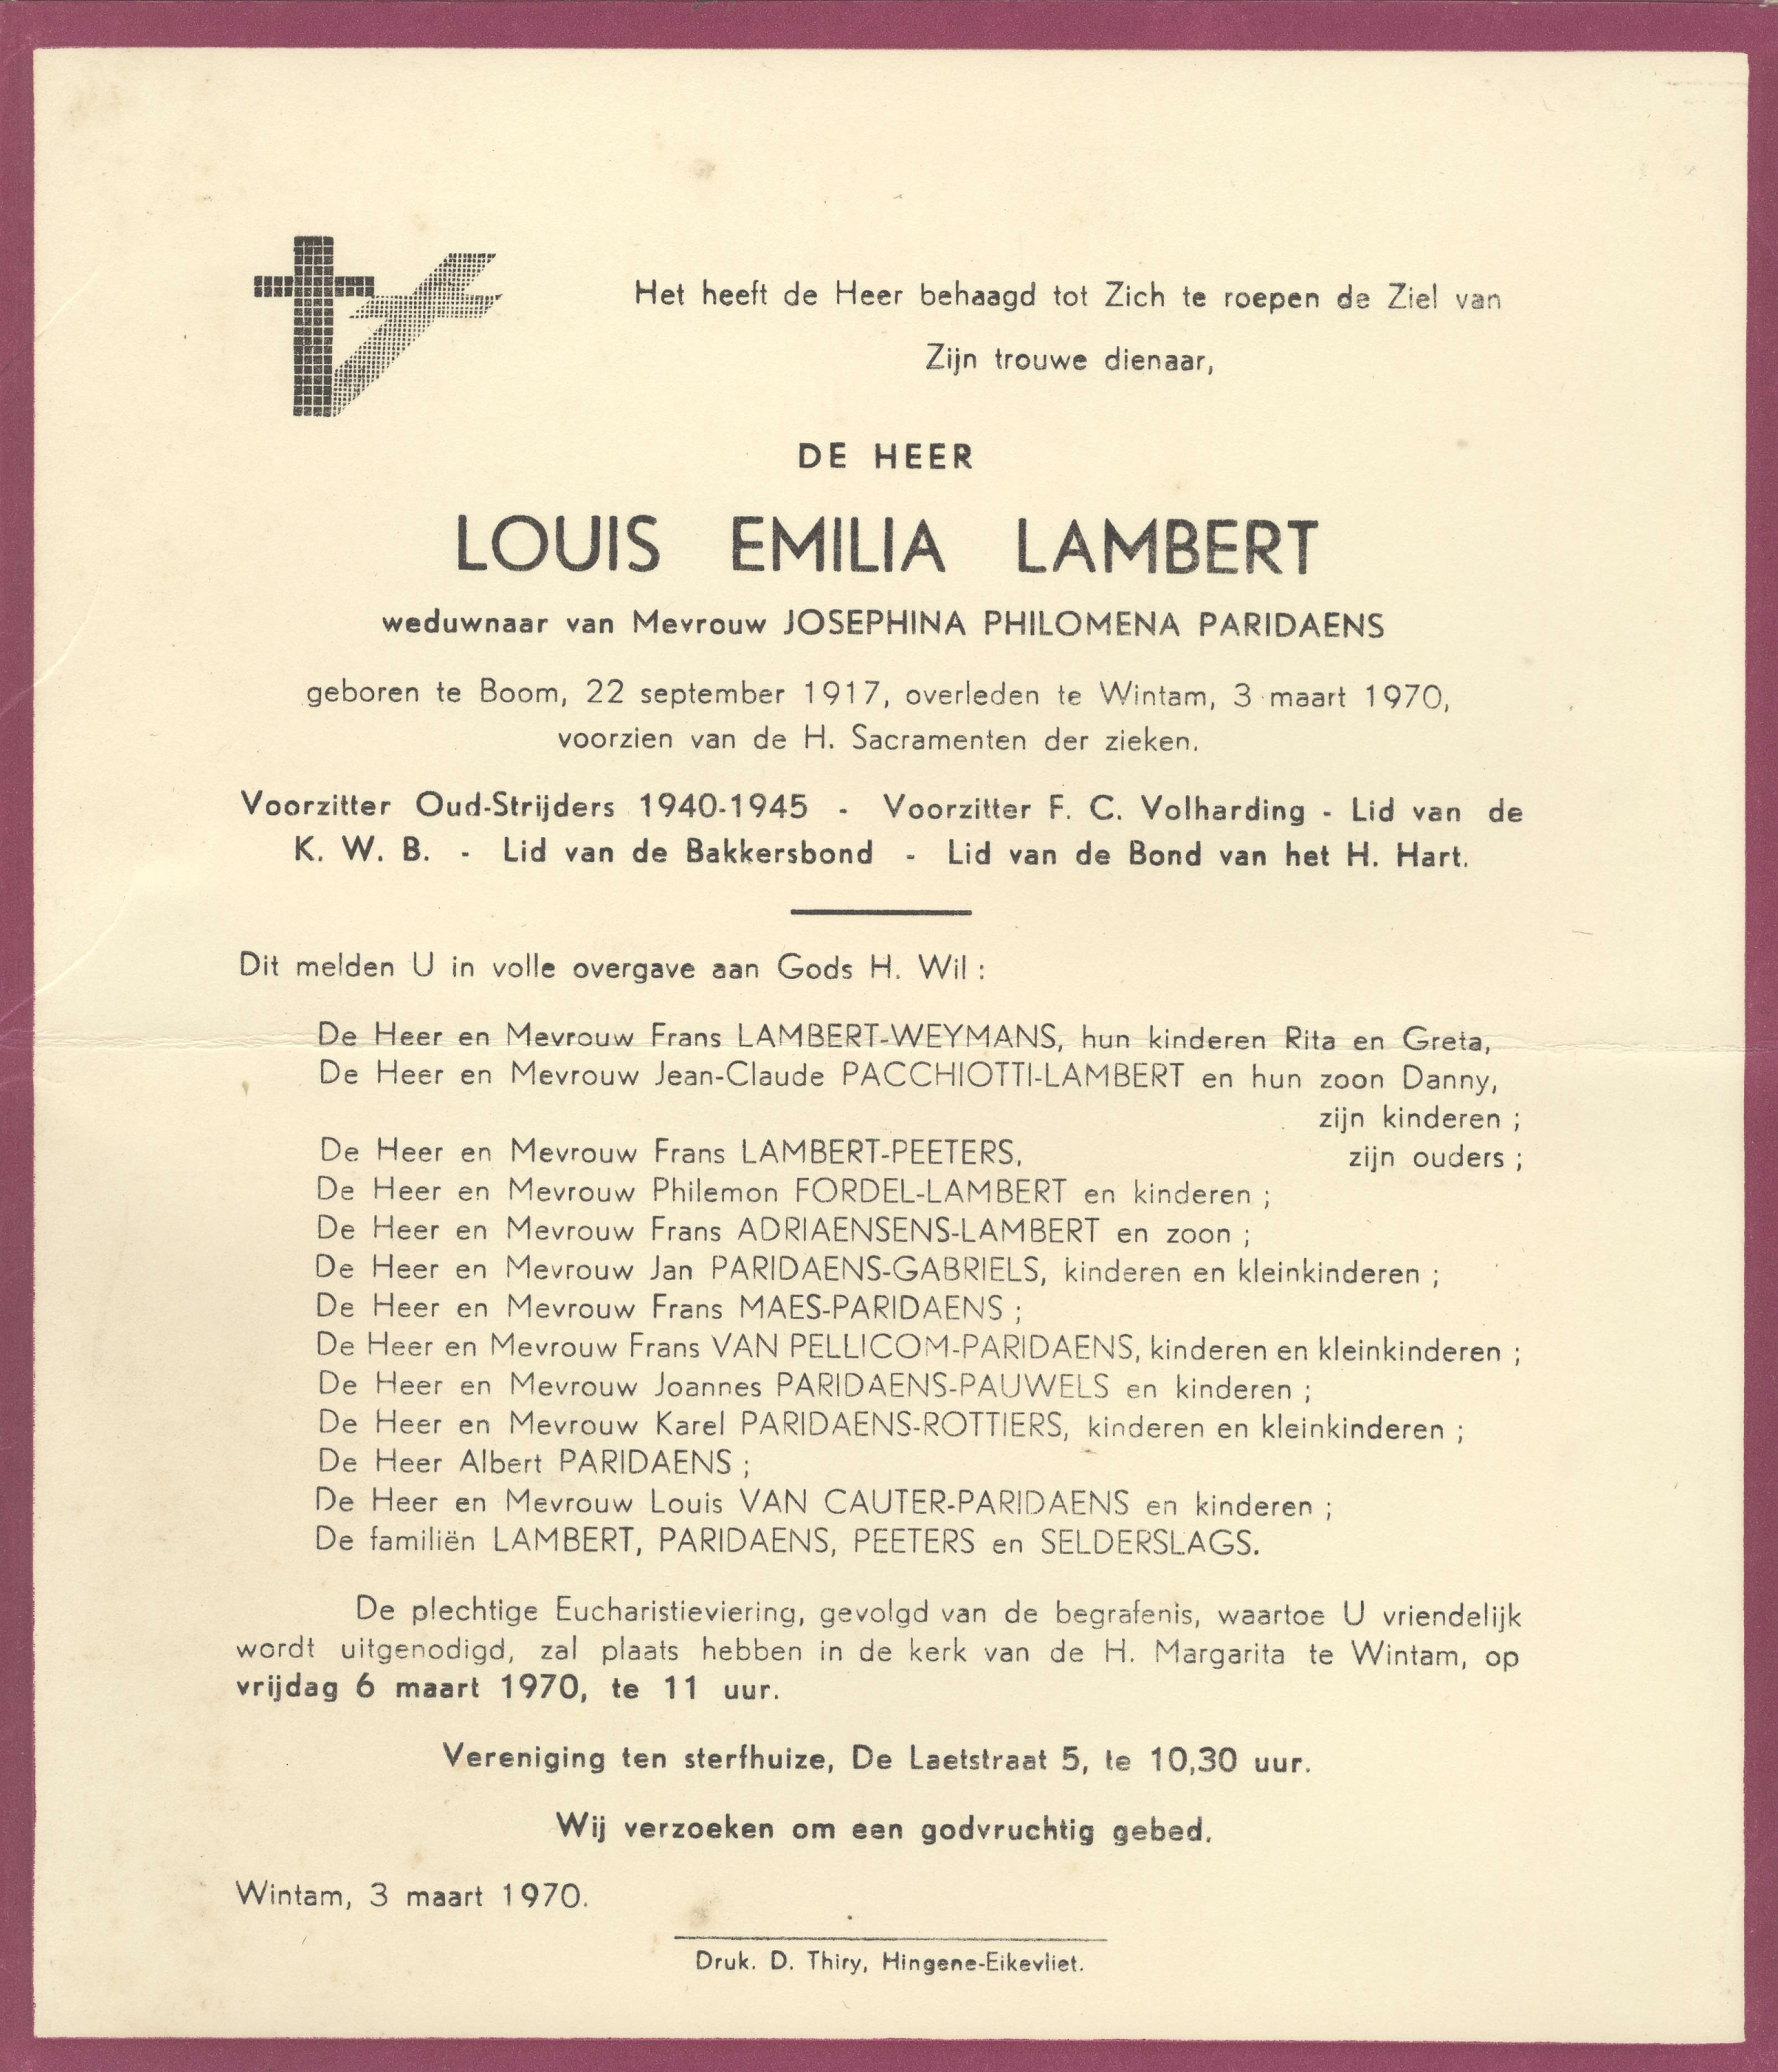 Het heeft de Heer behaagd tot Zich te roepen de Ziel van
Zijn trouwe dienaar,
DE HEER
LOUIS EMILIA LAMBERT
weduwnaar van Mevrouw JOSEPHINA PHILOMENA PARIDAENS
geboren te Boom, 22 september 1917, overleden te Wintam, 3 maart 1970,
voorzien van de H. Sacramenten der zieken.
Voorzitter Oud-Strijders 1940-1945 - Voorzitter F. C. Volharding - Lid van de
K. W. B. - Lid van de Bakkersbond - Lid van de Bond van het H. Hart.
Dit melden U in volle overgave aan Gods H. Wil :
De Heer en Mevrouw Frans LAMBERT-WEYMANS, hun kinderen Rita en Greta,
De Heer en Mevrouw Jean-Claude PACCHIOTTI-LAMBERT en hun zoon Danny,
zijn kinderen ;
De Heer en Mevrouw Frans LAMBERT-PEETERS, zijn ouders ;
De Heer en Mevrouw Philemon FORDEL-LAMBERT en kinderen ;
De Heer en Mevrouw Frans ADRIAENSENS-LAMBERT en zoon ;
De Heer en Mevrouw Jan PARIDAENS-GABRIELS, kinderen en kleinkinderen ;
De Heer en Mevrouw Frans MAES-PARIDAENS ;
De Heer en Mevrouw Frans VAN PELLICOM-PARIDAENS, kinderen en kleinkinderen ;
De Heer en Mevrouw Joannes PARIDAENS-PAUWELS en kinderen ;
De Heer en Mevrouw Karel PARIDAENS-ROTTIERS, kinderen en kleinkinderen ;
De Heer Albert PARIDAENS ;
De Heer en Mevrouw Louis VAN CAUTER-PARIDAENS en kinderen ;
De familiën LAMBERT, PARIDAENS, PEETERS en SELDERSLAGS.
De plechtige Eucharistieviering, gevolgd van de begrafenis, waartoe U vriendelijk
wordt uitgenodigd, zal plaats hebben in de kerk van de H. Margarita te Wintam, op
vrijdag 6 maart 1970, te 11 uur.
Vereniging ten sterfhuize, De Laetstraat 5, te 10,30 uur.
Wij verzoeken om een godvruchtig gebed.
Wintam, 3 maart 1970.
Druk. D. Thiry, Hingene-Eikevliet.